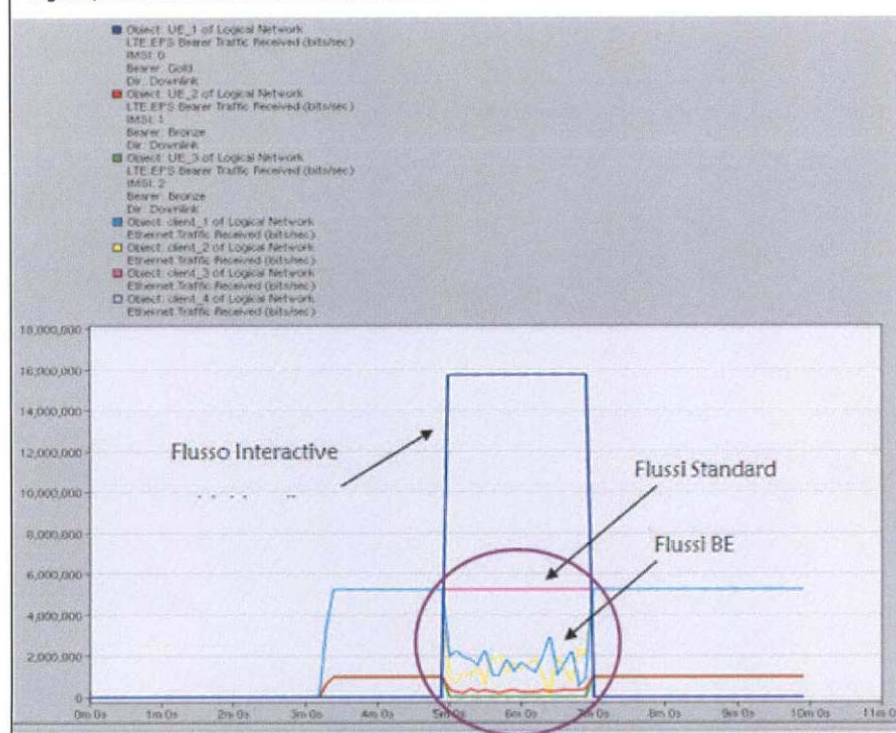 Object: UE_1 of Logical Network
LTE.EPS Bearer Traffic Received (bits/sec)
IMSI: 0
Bearer: Gold
Dir: Downlink
Object: UE_2 of Logical Network
LTE.EPS Bearer Traffic Received (bits/sec)
IMSI: 1
Bearer: Bronze
Dir: Downlink
Object: UE_3 of Logical Network
LTE.EPS Bearer Traffic Received (bits/sec)
IMSI: 2
Bearer: Bronze
Dir: Downlink
Object: client_1 of Logical Network
Ethernet.Traffic Received (bits/sec)
Object: client_2 of Logical Network
Ethernet.Traffic Received (bits/sec)
Object: client_3 of Logical Network
Ethernet.Traffic Received (bits/sec)
Object: client_4 of Logical Network
Ethernet.Traffic Received (bits/sec)
18,000,000
16,000,000
14,000,000
12,000,000
Flusso Interactive
Flussi Standard
10,000,000
8,000,000
Flussi BE
6,000,000
4,000,000
2,000,000
0
0m 0s 1m 0s 2m 0s 3m 0s 4m 0s 5m 0s 6m 0s 7m 0s 8m 0s 9m 0s 10m 0s 11m 0s